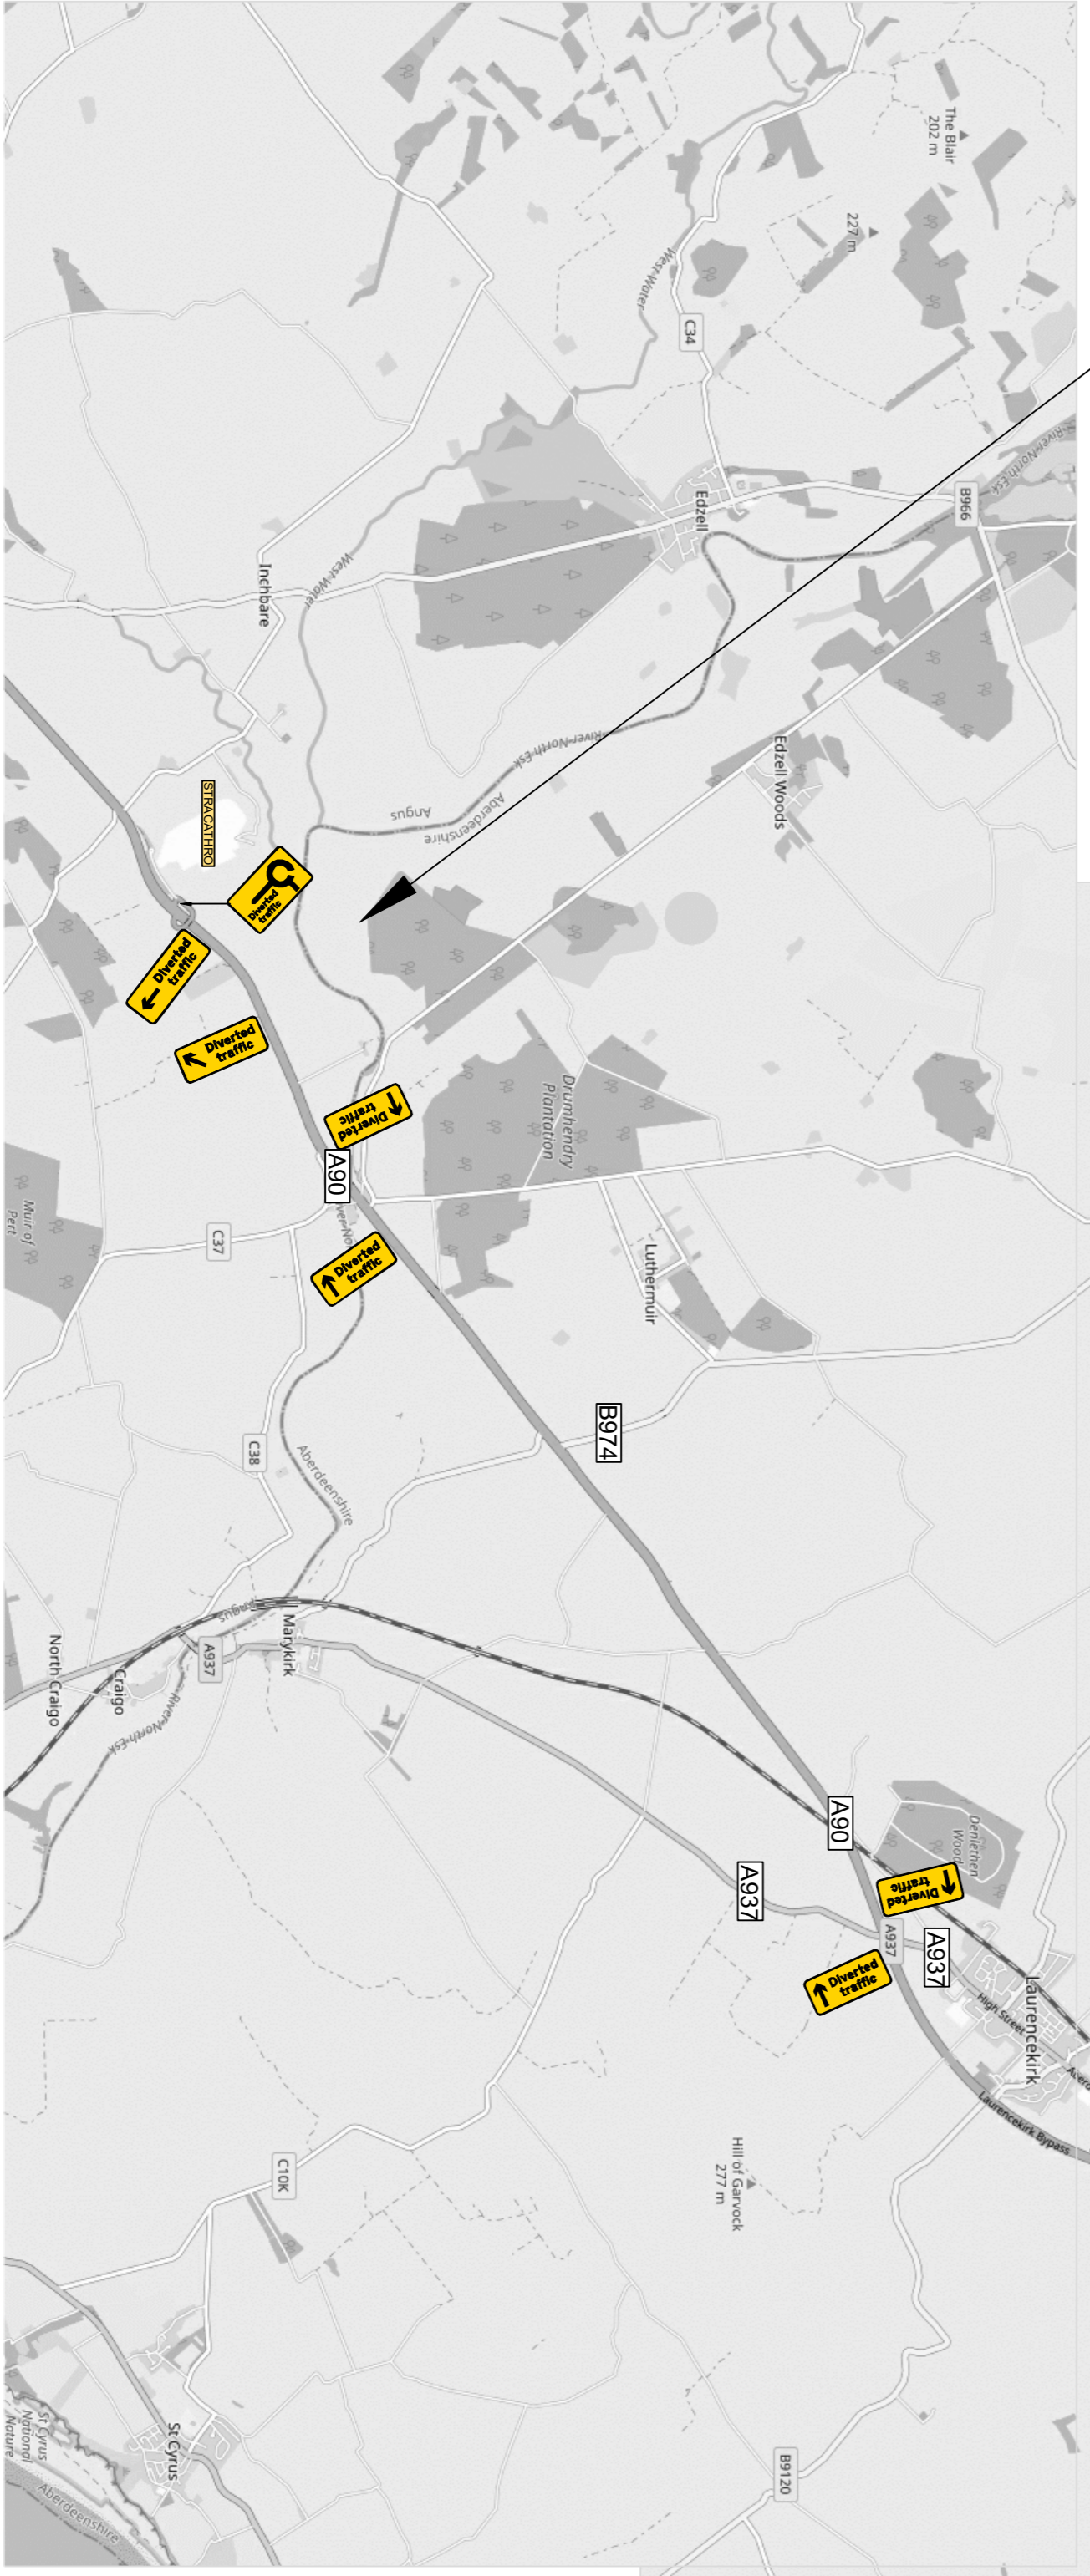 River North Esk
Aberd
Laurencekirk
Laurencekirk Bypass
High Street
Denlethen
Wood
B966
The Blair
202 m
A937
Diverted
traffic
A937
227 m
Diverted
traffic
A90
Edzell Woods
B9120
A937
Hill of Garvock
277 m
Edzell
C34
West Water
Luthermuir
B974
Drumhendry
Plantation
River North Esk
Aberdeenshire
Angus
Diverted
traffic
Diverted
traffic
A90
West Water
Aberdeenshire
Marykirk
C10K
Inchbare
Diverted
traffic
C38
Diverted
traffic
Angus
C37
STRACATHRO
A937
Diverted
traffic
St Cyrus
River North Esk
Craigo
North Craigo
Aberdeenshire
Muir of
Pert
St Cyrus
National
Nature